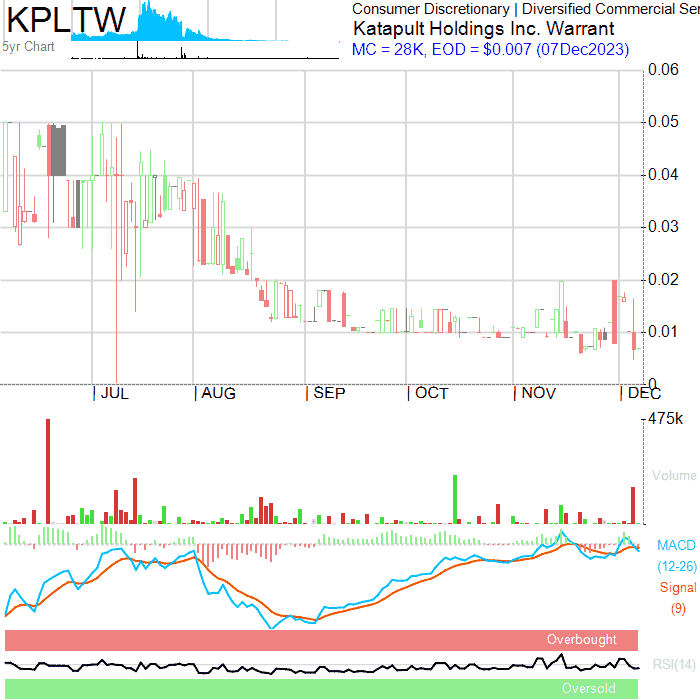 KPLTW
5yr Chart
Consumer Discretionary | Diversified Commercial Ser
Katapult Holdings Inc. Warrant
MC = 28K, EOD = $0.007 (07Dec2023)
0.06
0.05
0.04
0.03
0.02
0.01
0
JUL AUG SEP OCT NOV DEC
475k
Volume
MACD
(12-26)
Signal
(9)
Overbought
RSI(14)
Oversold